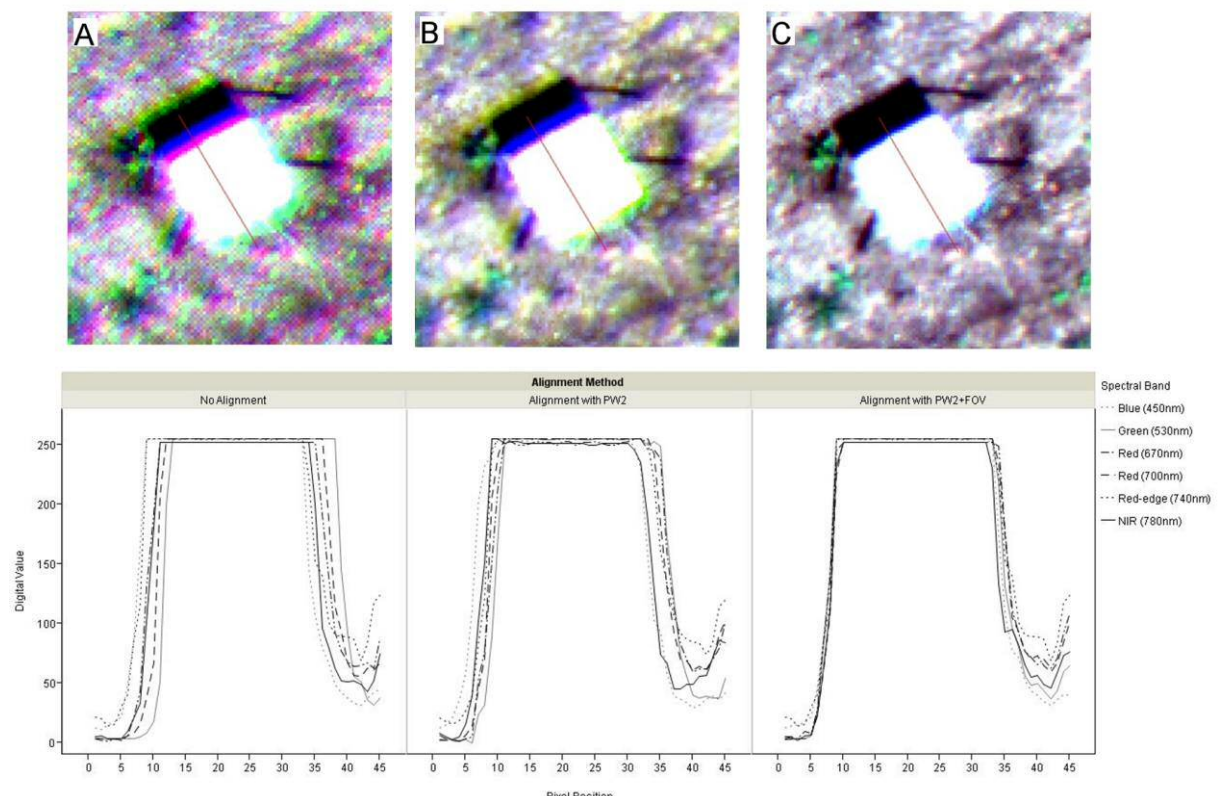 A
B
C
Alignment Method
No Alignment
Alignment with PW2
Alignment with PW2+FOV
Spectral Band
Blue (450nm)
Green (530nm)
Red (670nm)
Red (700nm)
Red-edge (740nm)
NIR (780nm)
Digital Value
250
200
150
100
50
0
0 5 10 15 20 25 30 35 40 45 0 5 10 15 20 25 30 35 40 45 0 5 10 15 20 25 30 35 40 45
Pixel Position